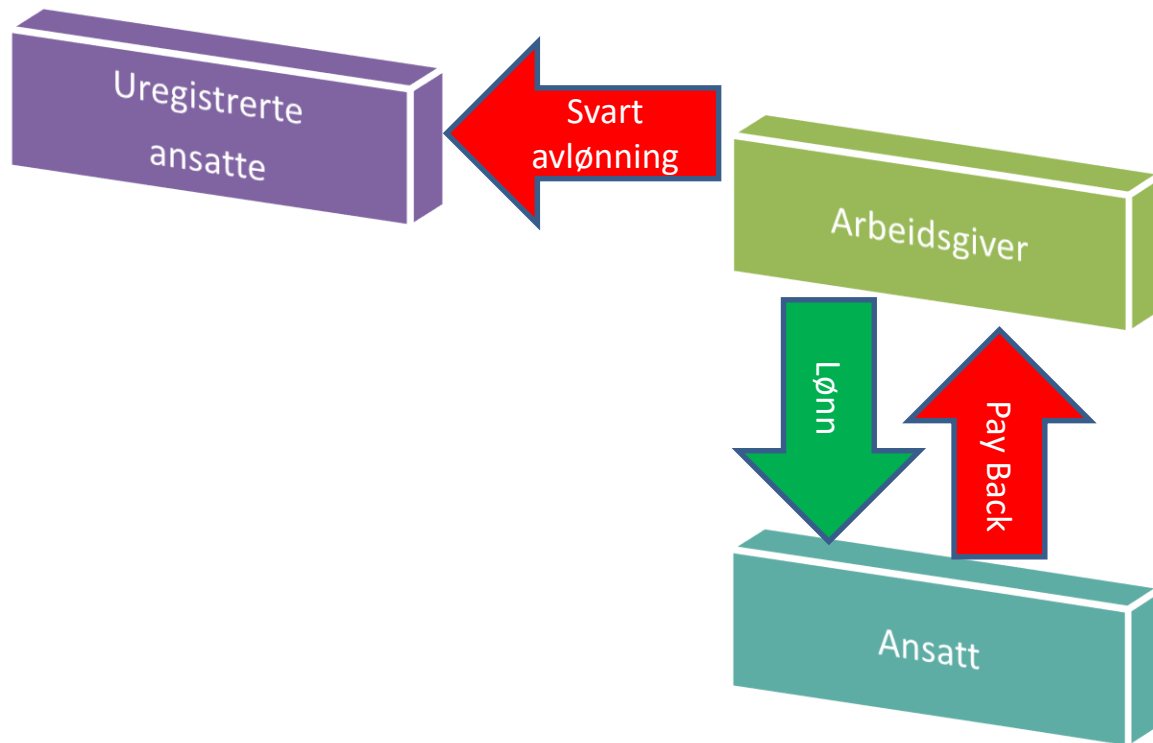 Uregistrerte
ansatte
Svart
avlønning
Arbeidsgiver
Lønn
Pay Back
Ansatt